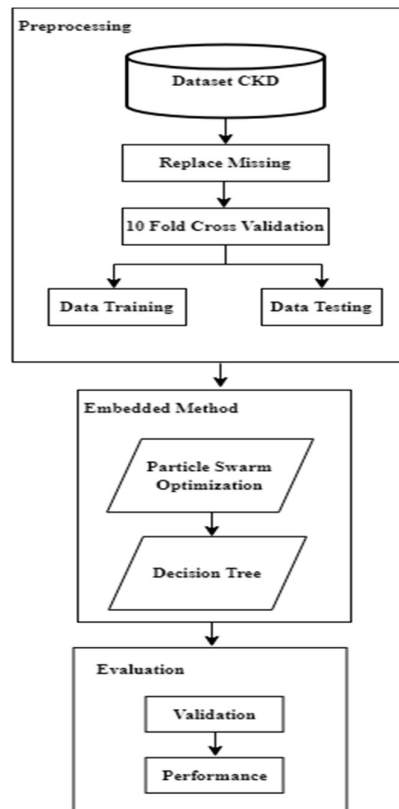 Preprocessing
Dataset CKD
Replace Missing
10 Fold Cross Validation
Data Training
Data Testing
Embedded Method
Particle Swarm
Optimization
Decision Tree
Evaluation
Validation
Performance